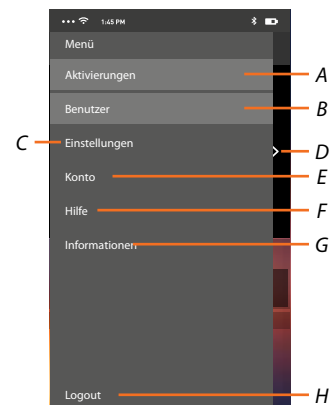 1:45 PM
Menü
Aktivierungen A
Benutzer B
C Einstellungen
D
Konto E
Hilfe F
Informationen G
Logout H